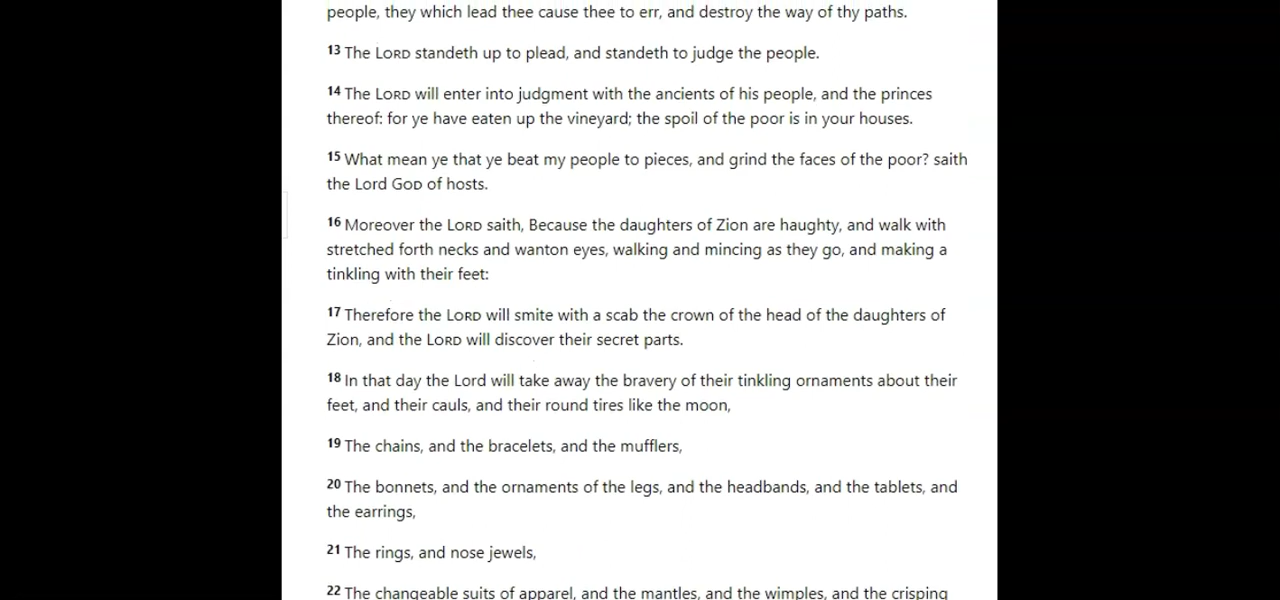 people, they which lead thee cause thee to err, and destroy the way of thy paths.
13 The LORD standeth up to plead, and standeth to judge the people.
14 The LORD will enter into judgment with the ancients of his people, and the princes
thereof: for ye have eaten up the vineyard; the spoil of the poor is in your houses.
15 What mean ye that ye beat my people to pieces, and grind the faces of the poor? saith
the Lord GOD of hosts.
16 Moreover the LORD saith, Because the daughters of Zion are haughty, and walk with
stretched forth necks and wanton eyes, walking and mincing as they go, and making a
tinkling with their feet:
17 Therefore the LORD will smite with a scab the crown of the head of the daughters of
Zion, and the LORD will discover their secret parts.
18 In that day the Lord will take away the bravery of their tinkling ornaments about their
feet, and their cauls, and their round tires like the moon,
19 The chains, and the bracelets, and the mufflers,
20 The bonnets, and the ornaments of the legs, and the headbands, and the tablets, and
the earrings,
21 The rings, and nose jewels,
22 The changeable suits of apparel, and the mantles, and the wimples, and the crisping